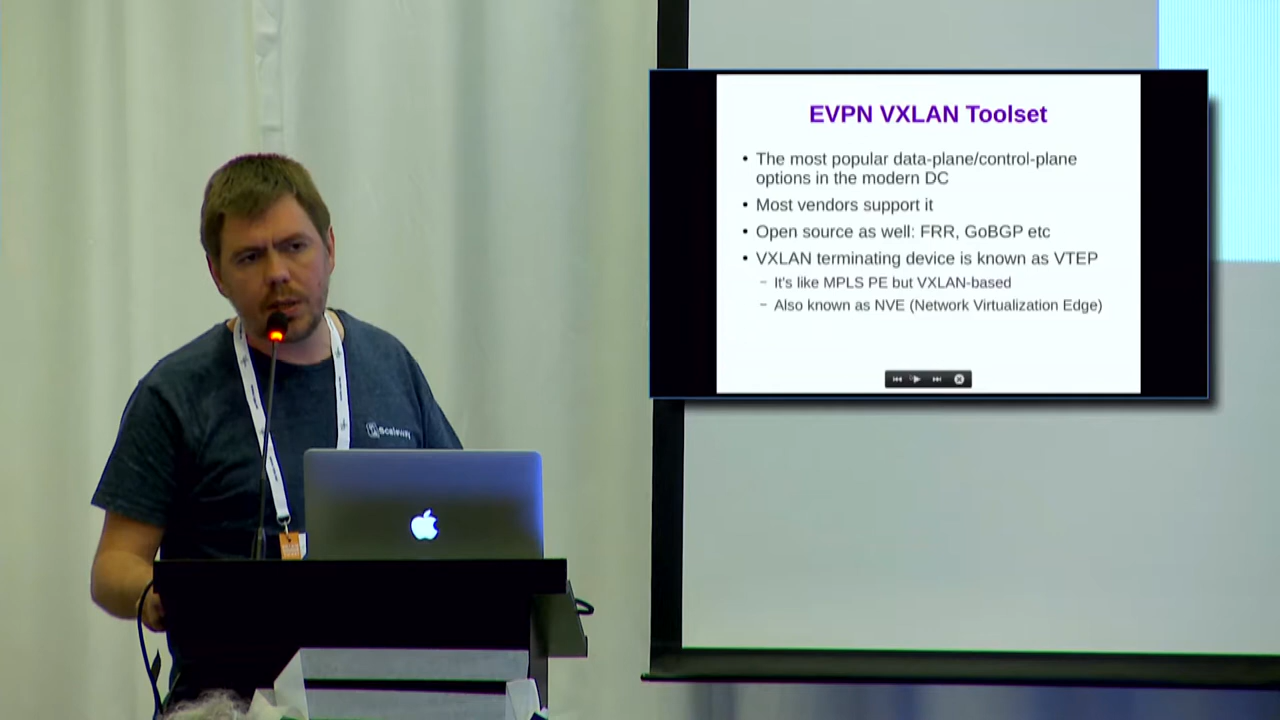 EVPN VXLAN Toolset
• The most popular data-plane/control-plane
options in the modern DC
• Most vendors support it
• Open source as well: FRR, GoBGP etc
• VXLAN terminating device is known as VTEP
– It's like MPLS PE but VXLAN-based
– Also known as NVE (Network Virtualization Edge)
Scaleway